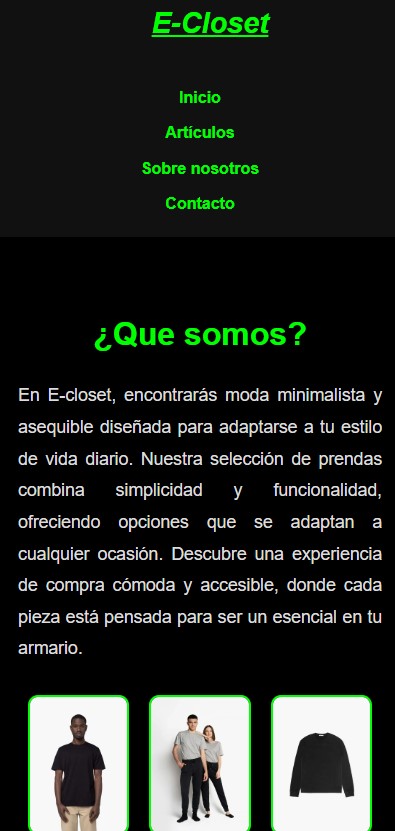 E-Closet
Inicio
Artículos
Sobre nosotros
Contacto
¿Que somos?
En E-closet, encontrarás moda minimalista y
asequible diseñada para adaptarse a tu estilo
de vida diario. Nuestra selección de prendas
combina simplicidad y funcionalidad,
ofreciendo opciones que se adaptan a
cualquier ocasión. Descubre una experiencia
de compra cómoda y accesible, donde cada
pieza está pensada para ser un esencial en tu
armario.